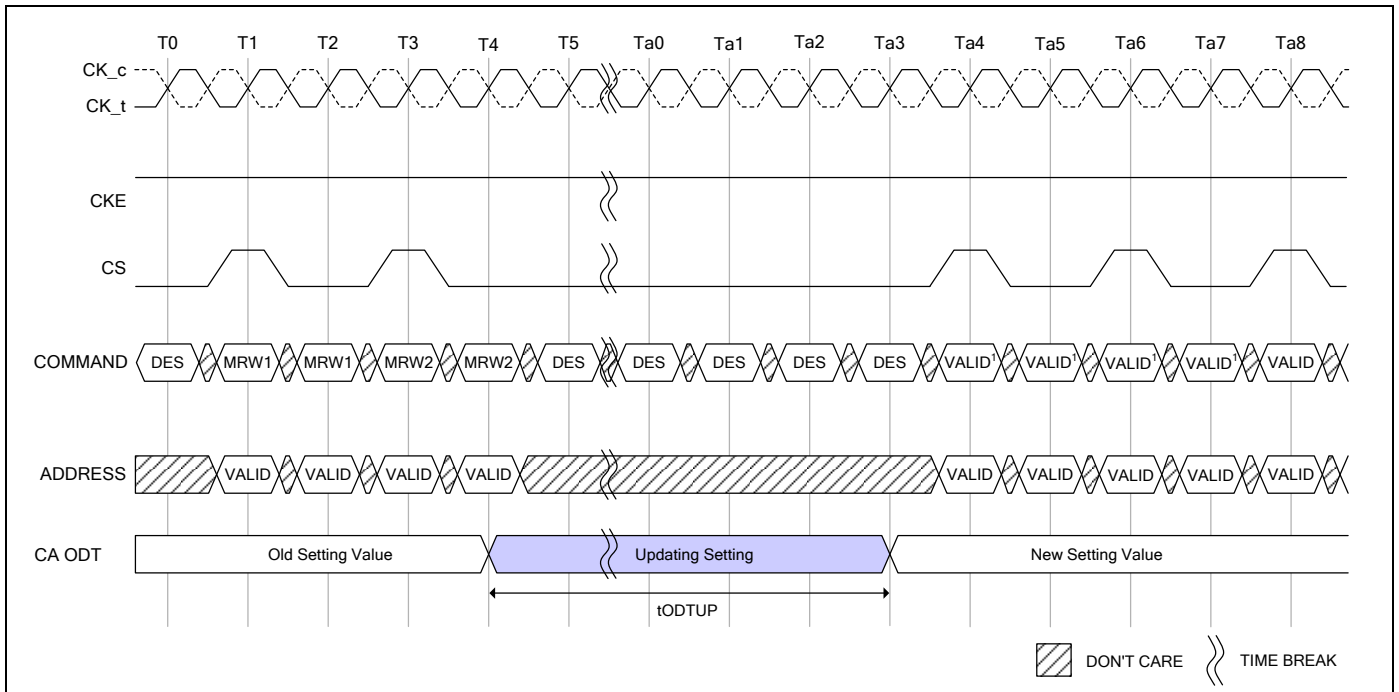 T0 T1 T2 T3 T4 T5 Ta0 Ta1 Ta2 Ta3 Ta4 Ta5 Ta6 Ta7 Ta8
CK_c
CK_t
CKE
CS
COMMAND DES MRW1 MRW1 MRW2 MRW2 DES DES DES DES DES VALID¹ VALID¹ VALID¹ VALID¹ VALID
ADDRESS VALID VALID VALID VALID VALID VALID VALID VALID VALID
CA ODT Old Setting Value Updating Setting New Setting Value
tODTUP
DON'T CARE TIME BREAK